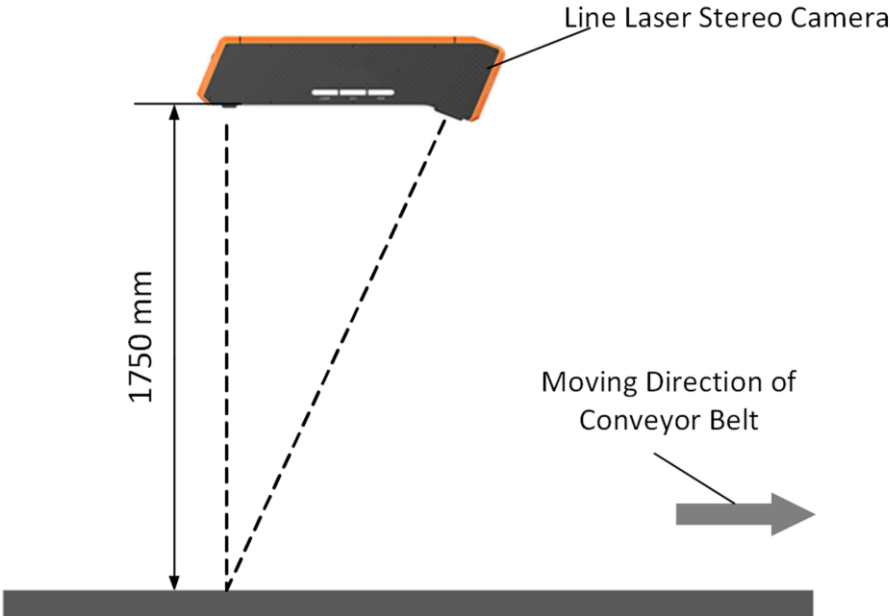 Line Laser Stereo Camera
1750 mm
Moving Direction of
Conveyor Belt